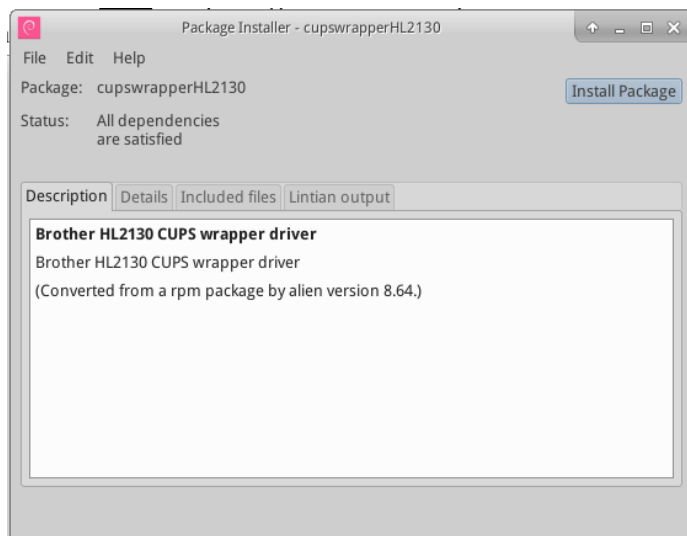 Package Installer - cupswrapperHL2130
File Edit Help
Package: cupswrapperHL2130
Install Package
Status: All dependencies
are satisfied
Description Details Included files Lintian output
Brother HL2130 CUPS wrapper driver
Brother HL2130 CUPS wrapper driver
(Converted from a rpm package by alien version 8.64.)